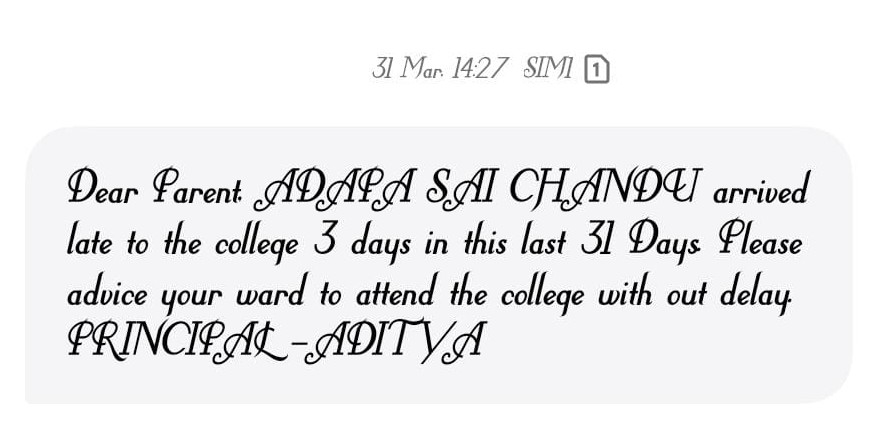 31 Mar. 14:27 SIM1 1
Dear Parent, ADAPA SAI CHANDU arrived
late to the college 3 days in this last 31 Days. Please
advice your ward to attend the college with out delay.
PRINCIPAL -ADITYA